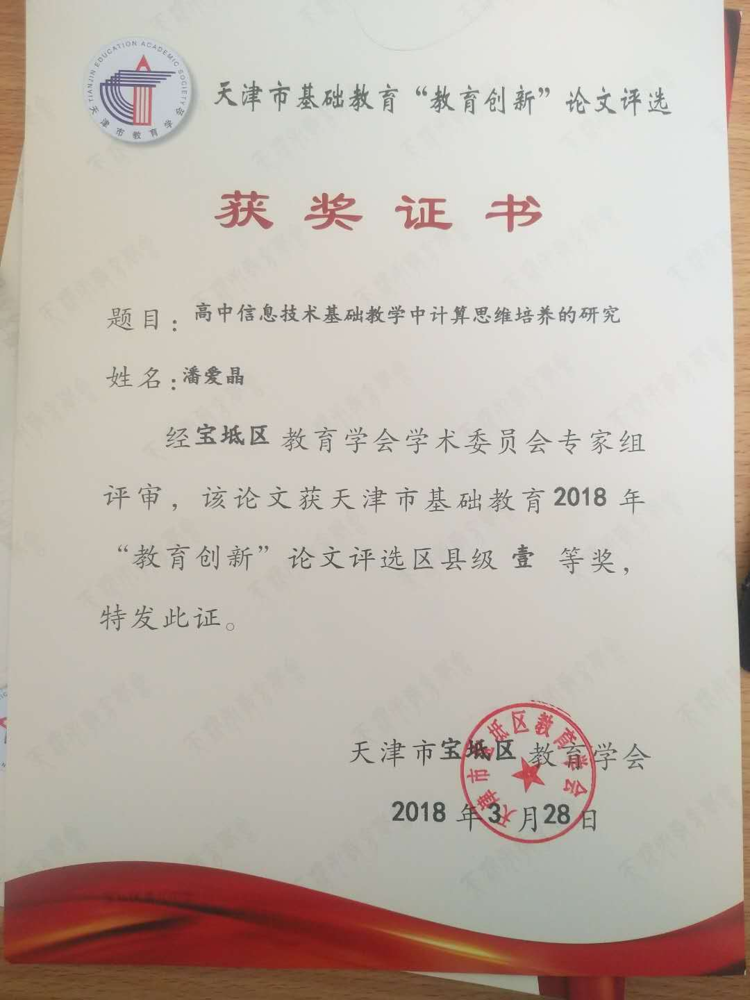 TIANJIN EDUCATION ACADEMIC SOCIETY
天津市教育学会
天津市基础教育“教育创新”论文评选
获奖证书
题目：高中信息技术基础教学中计算思维培养的研究
姓名：潘爱晶
经宝坻区教育学会学术委员会专家组
评审，该论文获天津市基础教育2018年
“教育创新”论文评选区县级 壹 等奖，
特发此证。
天津市宝坻区教育学会
天津市宝坻区教育学会
2018年3月28日